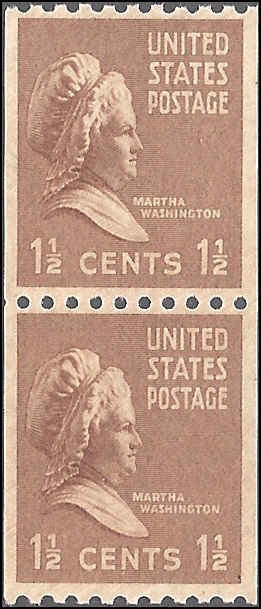 UNITED
STATES
POSTAGE
MARTHA
WASHINGTON
1½ CENTS 1½
UNITED
STATES
POSTAGE
MARTHA
WASHINGTON
1½ CENTS 1½